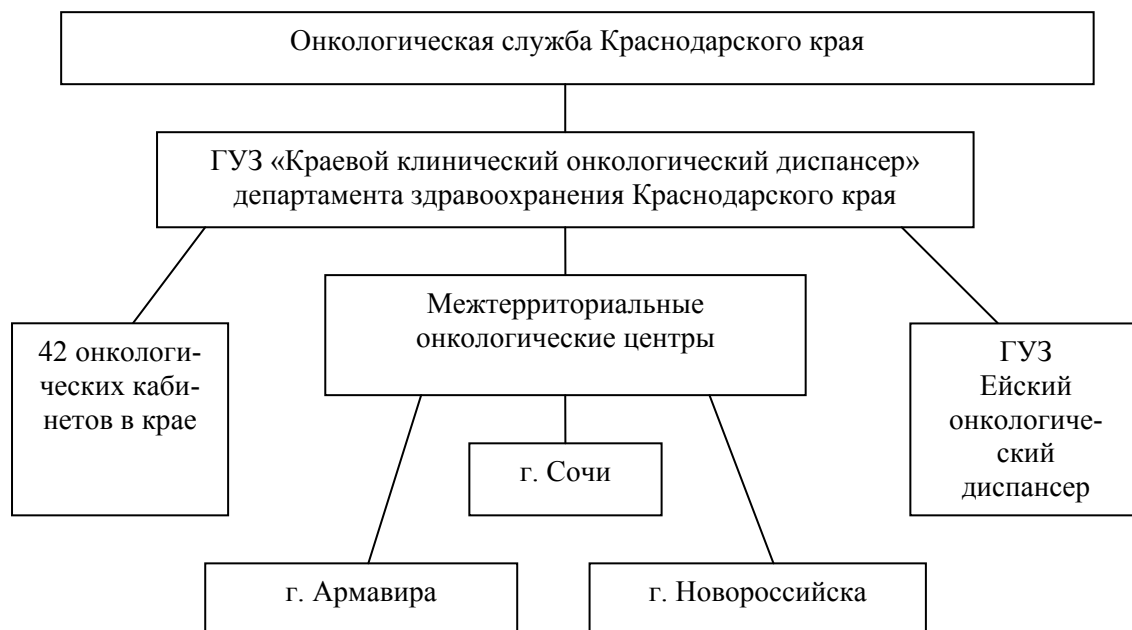 Онкологическая служба Краснодарского края
ГУЗ «Краевой клинический онкологический диспансер»
департамента здравоохранения Краснодарского края
Межтерриториальные
онкологические центры
42 онкологи-
ческих каби-
нетов в крае
ГУЗ
Ейский
онкологиче-
ский
диспансер
г. Сочи
г. Армавира
г. Новороссийска